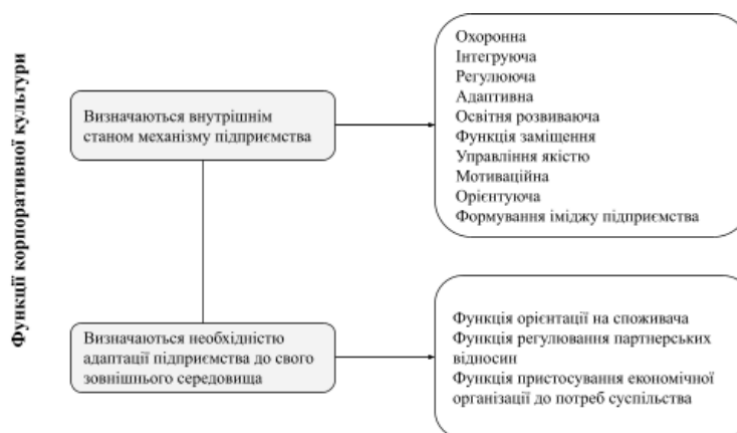 Функції корпоративної культури
Визначаються внутрішнім
станом механізму підприємства
Охоронна
Інтегруюча
Регулююча
Адаптивна
Освітня розвиваюча
Функція заміщення
Управління якістю
Мотиваційна
Орієнтуюча
Формування іміджу підприємства
Визначаються необхідністю
адаптації підприємства до свого
зовнішнього середовища
Функція орієнтації на споживача
Функція регулювання партнерських
відносин
Функція пристосування економічної
організації до потреб суспільства